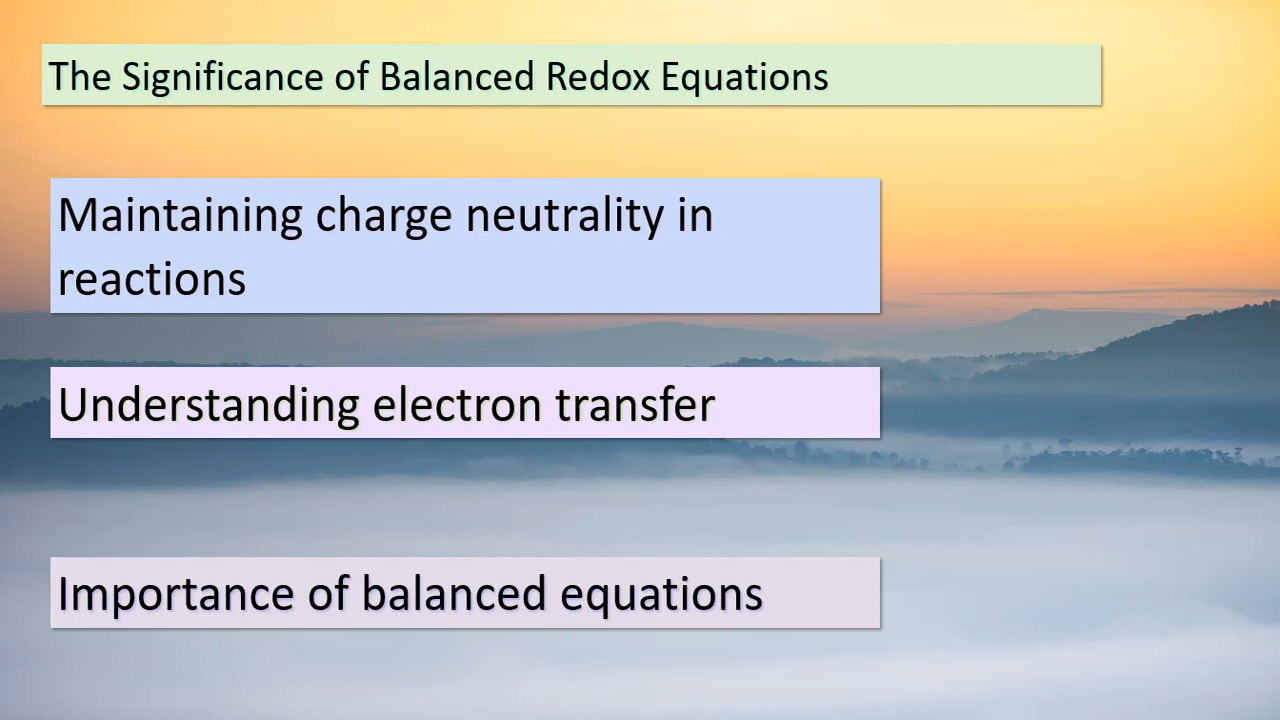 The Significance of Balanced Redox Equations
Maintaining charge neutrality in
reactions
Understanding electron transfer
Importance of balanced equations